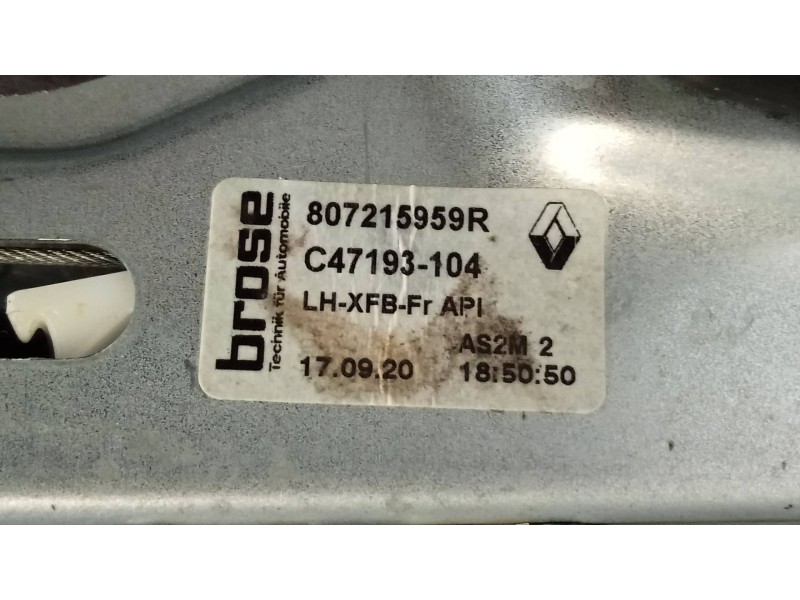 brose
Technik für Automobile
807215959R
C47193-104
LH-XFB-Fr API
AS2M 2
17.09.20 18:50:50